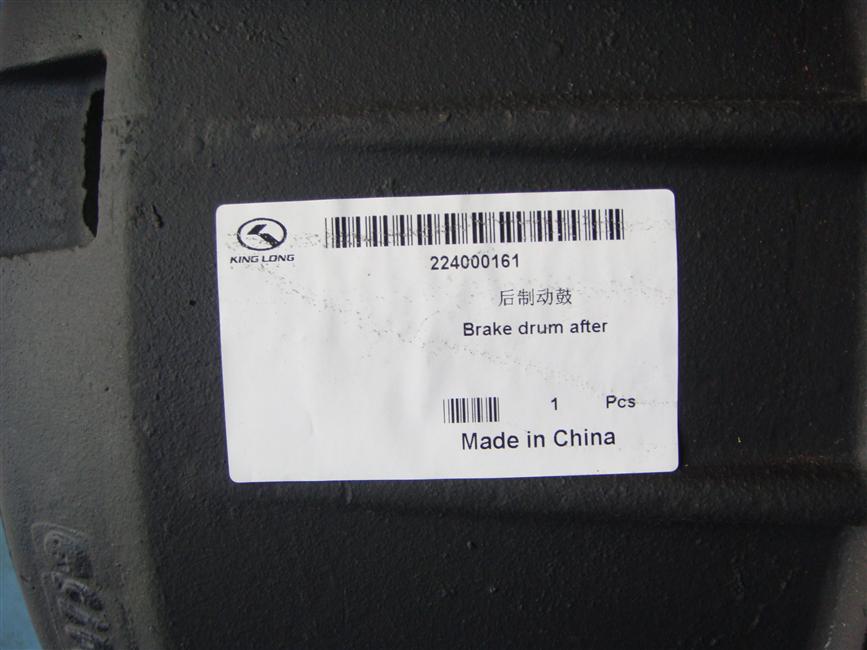 KING LONG
224000161
后制动鼓
Brake drum after
1 Pcs
Made in China